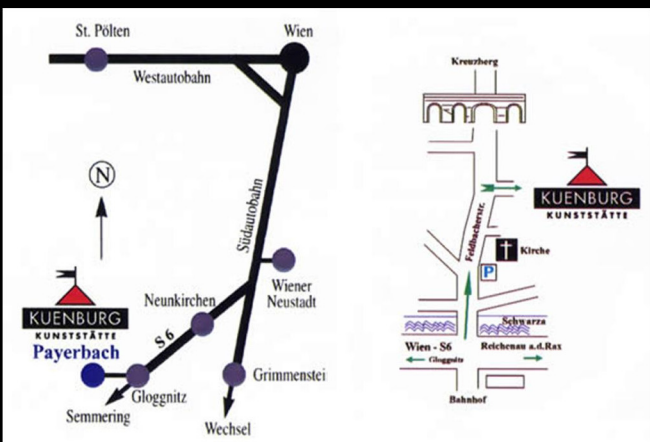 St. Pölten
Wien
Westautobahn
N
Südautobahn
Wiener
Neustadt
Neunkirchen
KUENBURG
KUNSTSTÄTTE
Payerbach
S 6
Gloggnitz
Grimmenstei
Semmering
Wechsel
Kreuzberg
KUENBURG
KUNSTSTÄTTE
Feldbacherstr.
Kirche
P
Schwarza
Wien - S6
Gloggnitz
Reichenau a.d.Rax
Bahnhof